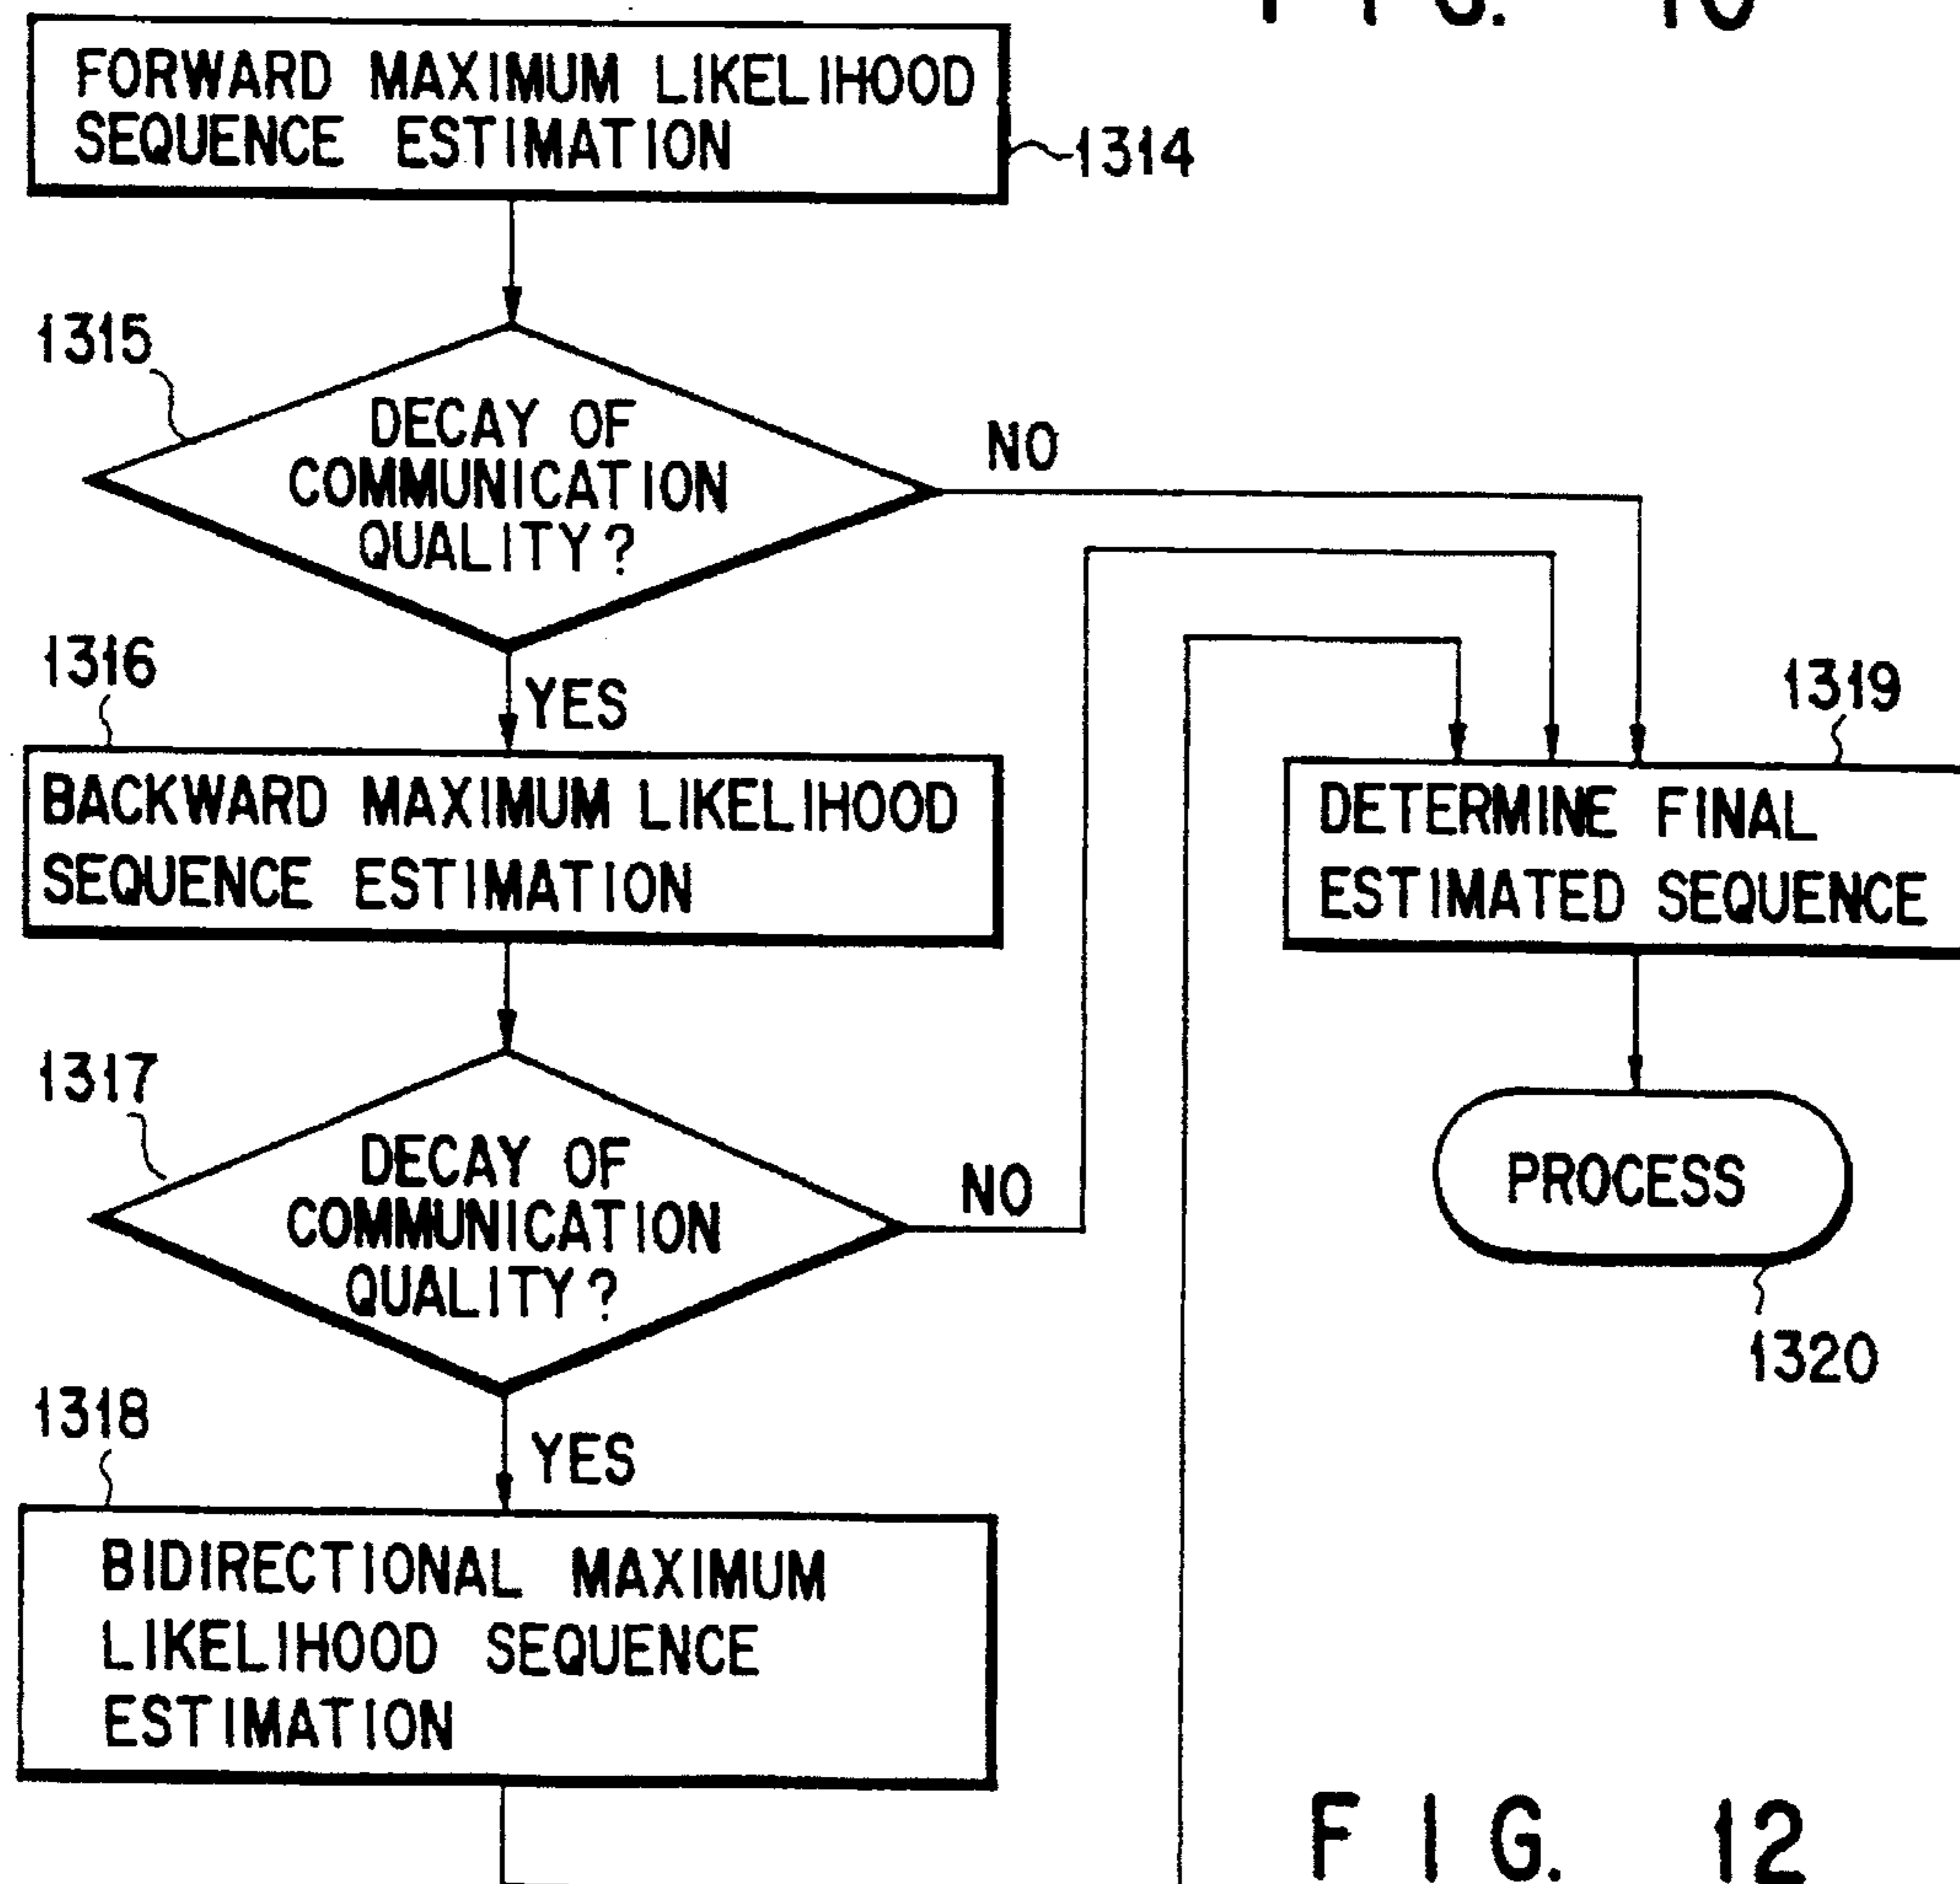 FORWARD MAXIMUM LIKELIHOOD
SEQUENCE ESTIMATION
1314
1315
DECAY OF
COMMUNICATION
QUALITY?
NO
1316
YES
BACKWARD MAXIMUM LIKELIHOOD
SEQUENCE ESTIMATION
1319
DETERMINE FINAL
ESTIMATED SEQUENCE
1317
DECAY OF
COMMUNICATION
QUALITY?
NO
PROCESS
1320
1318
YES
BIDIRECTIONAL MAXIMUM
LIKELIHOOD SEQUENCE
ESTIMATION
FIG. 12